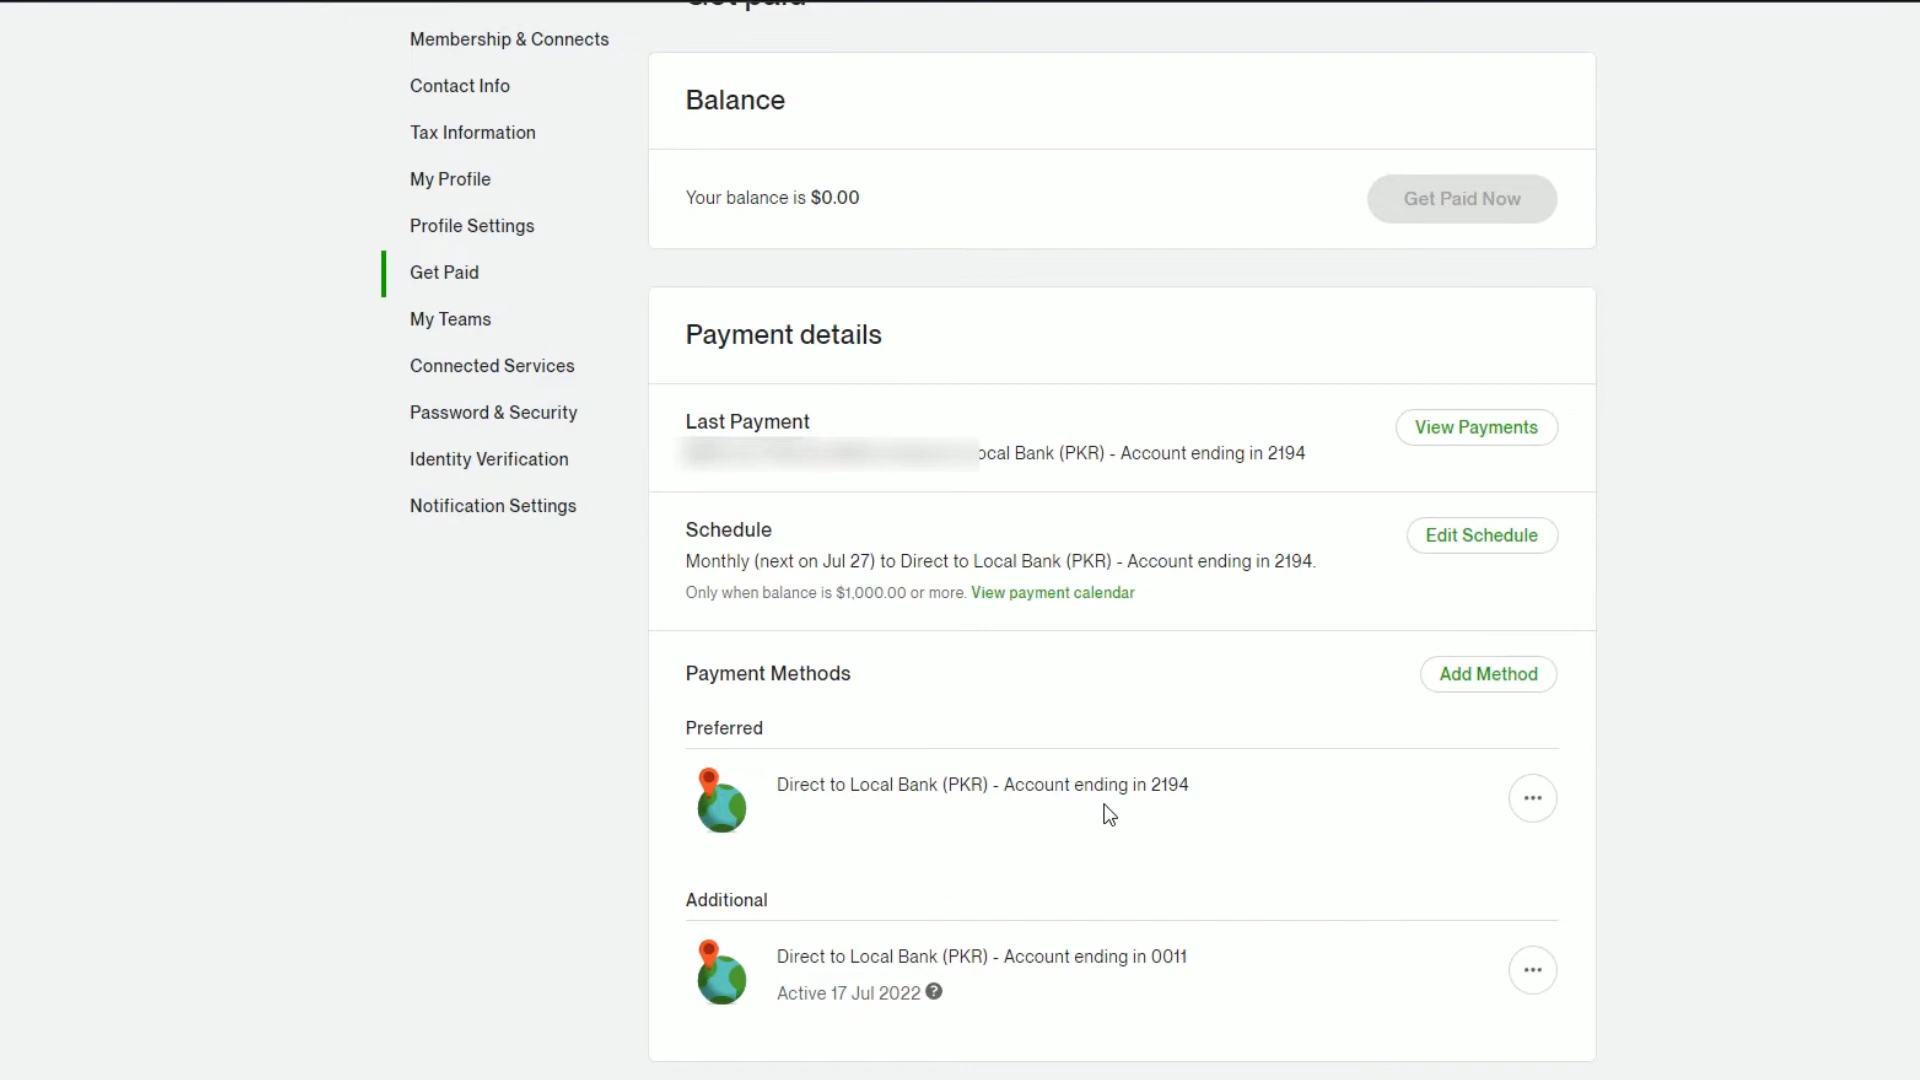 Get paid
Membership & Connects
Contact Info
Tax Information
My Profile
Profile Settings
Get Paid
My Teams
Connected Services
Password & Security
Identity Verification
Notification Settings
Balance
Your balance is $0.00
Get Paid Now
Payment details
Last Payment
View Payments
ocal Bank (PKR) - Account ending in 2194
Schedule
Edit Schedule
Monthly (next on Jul 27) to Direct to Local Bank (PKR) - Account ending in 2194.
Only when balance is $1,000.00 or more. View payment calendar
Payment Methods
Add Method
Preferred
Direct to Local Bank (PKR) - Account ending in 2194
Additional
Direct to Local Bank (PKR) - Account ending in 0011
Active 17 Jul 2022 ?